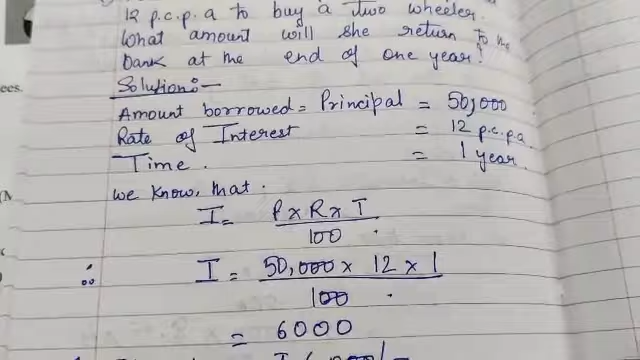 12 p.c.p.a to buy a two wheeler.
What amount will she return to the
bank at the end of one year?
Solution:-
ees.
Amount borrowed = Principal = 50,000
Rate of Interest = 12 p.c.p.a.
Time. = 1 year.
we know, that.
I = P x R x T
100
∴ I = 50,000 x 12 x 1
100
= 6000